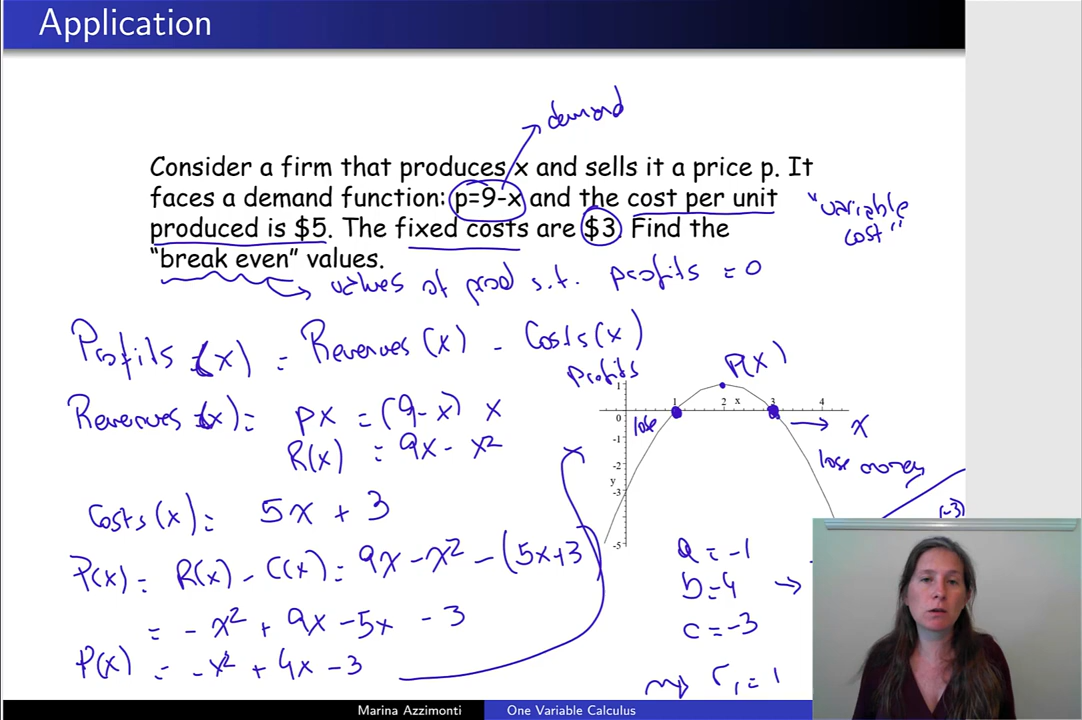 Application
demand
Consider a firm that produces x and sells it a price p. It
faces a demand function: p=9-x and the cost per unit
produced is $5. The fixed costs are $3. Find the
"break even" values.
"variable
cost"
values of prod s.t. profits = 0
Profits (x) = Revenues (x) - Costs (x)
Revenues (x) = px = (9-x) x
R(x) = 9x - x²
Costs (x) = 5x + 3
P(x) = R(x) - C(x) = 9x - x² - (5x+3)
= - x² + 9x - 5x - 3
P(x) = -x² + 4x - 3
Profits
P(x)
1
1 2 x 3 4
0
x
lose
lose money
-1
-2
y
-3
-5
(-3)
a = -1
b = 4 →
c = -3
r₁ = 1
Marina Azzimonti One Variable Calculus